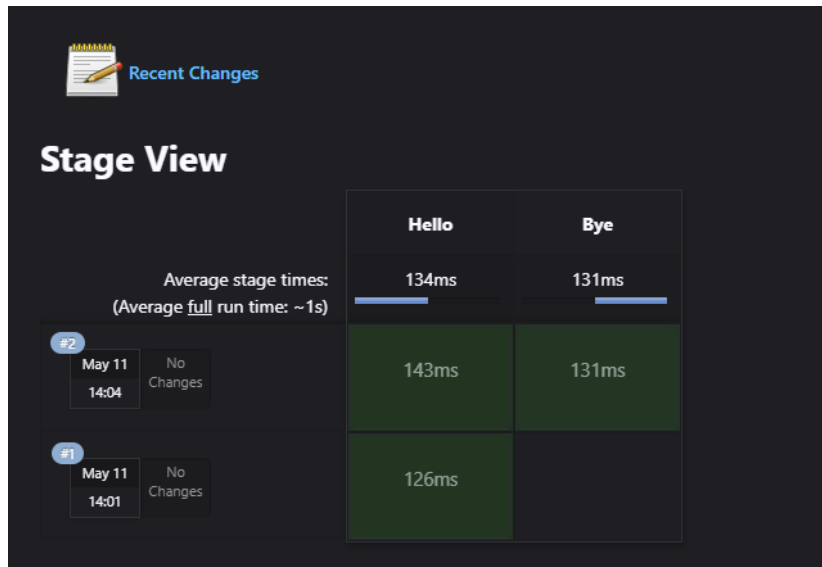 Recent Changes
Stage View
Hello Bye
Average stage times: 134ms 131ms
(Average full run time: ~1s)
#2
May 11 No
Changes
14:04
143ms 131ms
#1
May 11 No
Changes
14:01
126ms